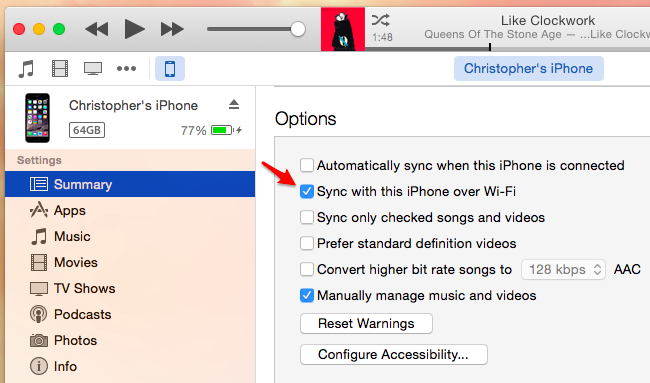 Like Clockwork
1:48
Queens Of The Stone Age — ...Like Clockw
Christopher's iPhone
Christopher's iPhone
64GB
77%
Settings
Summary
Apps
Music
Movies
TV Shows
Podcasts
Photos
Info
Options
Automatically sync when this iPhone is connected
Sync with this iPhone over Wi-Fi
Sync only checked songs and videos
Prefer standard definition videos
Convert higher bit rate songs to 128 kbps AAC
Manually manage music and videos
Reset Warnings
Configure Accessibility...